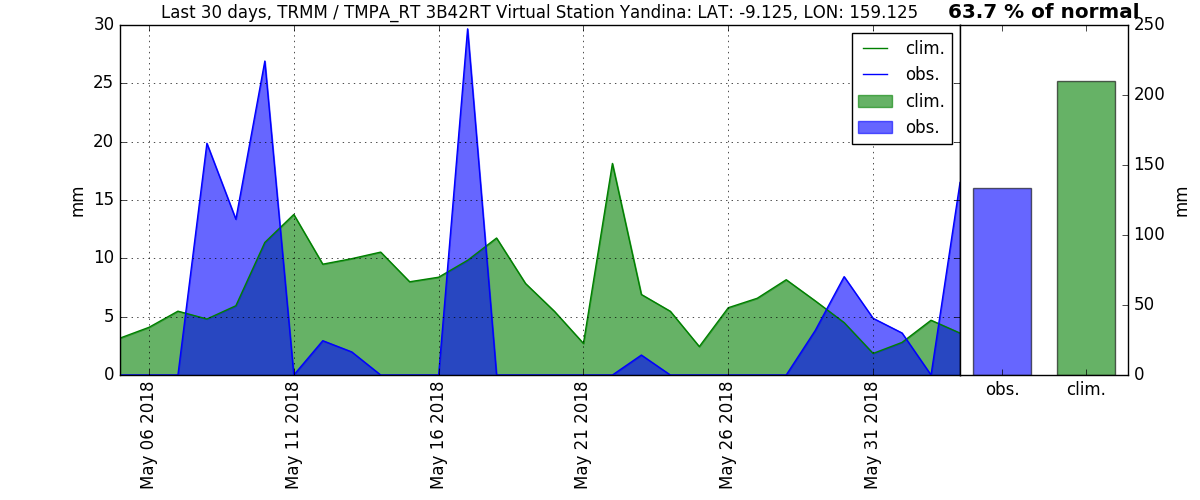 Last 30 days, TRMM / TMPA_RT 3B42RT Virtual Station Yandina: LAT: -9.125, LON: 159.125
63.7 % of normal
30
25
20
15
10
5
0
mm
clim.
obs.
clim.
obs.
250
200
150
100
50
0
mm
obs.
clim.
May 06 2018
May 11 2018
May 16 2018
May 21 2018
May 26 2018
May 31 2018